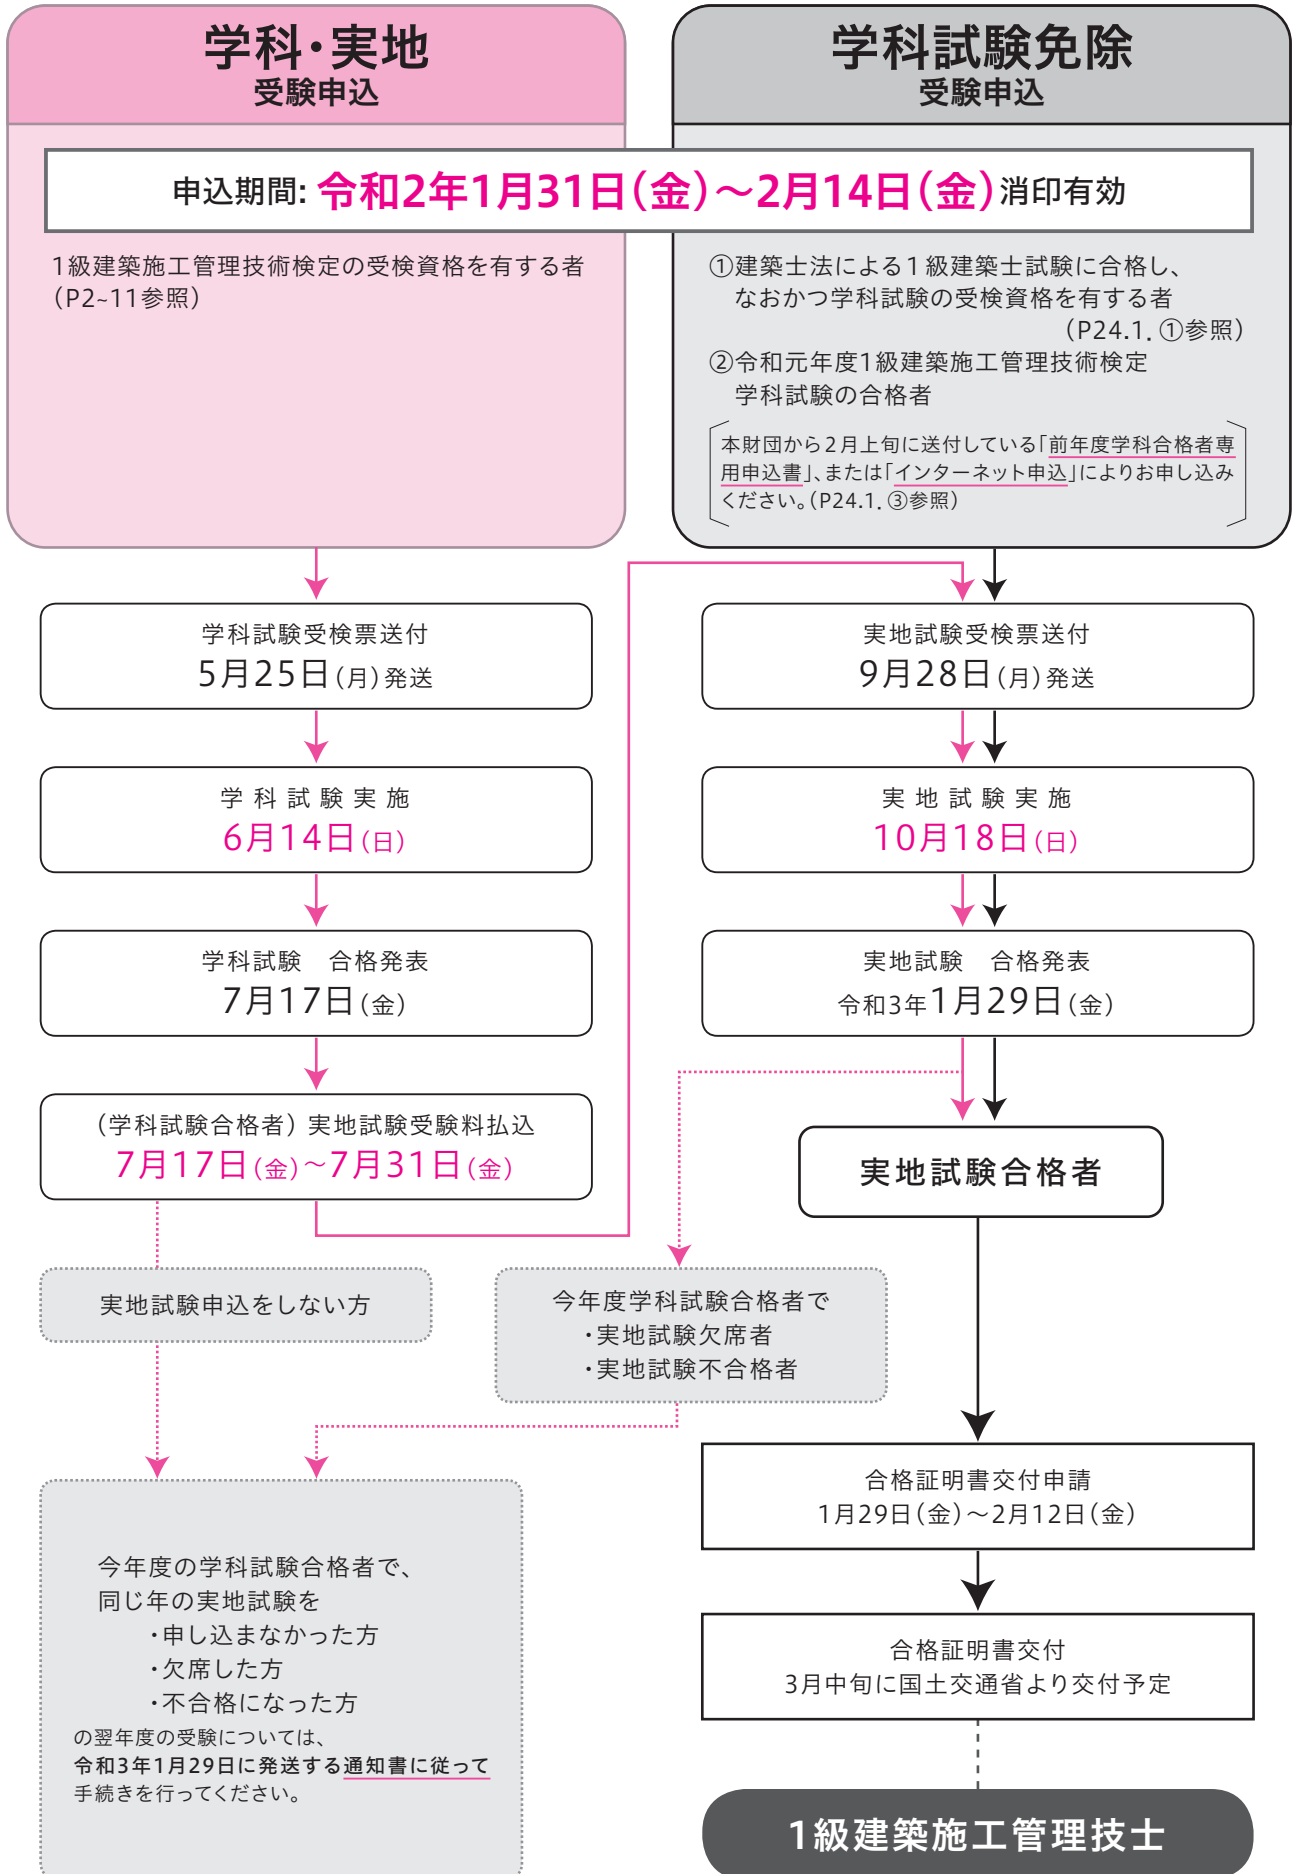 学科・実地
受験申込
学科試験免除
受験申込
申込期間: 令和2年1月31日(金)～2月14日(金)消印有効
1級建築施工管理技術検定の受検資格を有する者
(P2~11参照)
①建築士法による1級建築士試験に合格し、
なおかつ学科試験の受検資格を有する者
(P24.1.①参照)
②令和元年度1級建築施工管理技術検定
学科試験の合格者
本財団から2月上旬に送付している「前年度学科合格者専
用申込書」、または「インターネット申込」によりお申し込み
ください。(P24.1.③参照)
学科試験受検票送付
5月25日(月)発送
学科試験実施
6月14日(日)
学科試験　合格発表
7月17日(金)
(学科試験合格者)実地試験受験料払込
7月17日(金)～7月31日(金)
実地試験申込をしない方
実地試験受検票送付
9月28日(月)発送
実地試験実施
10月18日(日)
実地試験　合格発表
令和3年1月29日(金)
実地試験合格者
今年度学科試験合格者で
・実地試験欠席者
・実地試験不合格者
今年度の学科試験合格者で、
同じ年の実地試験を
・申し込まなかった方
・欠席した方
・不合格になった方
の翌年度の受験については、
令和3年1月29日に発送する通知書に従って
手続きを行ってください。
合格証明書交付申請
1月29日(金)～2月12日(金)
合格証明書交付
3月中旬に国土交通省より交付予定
1級建築施工管理技士